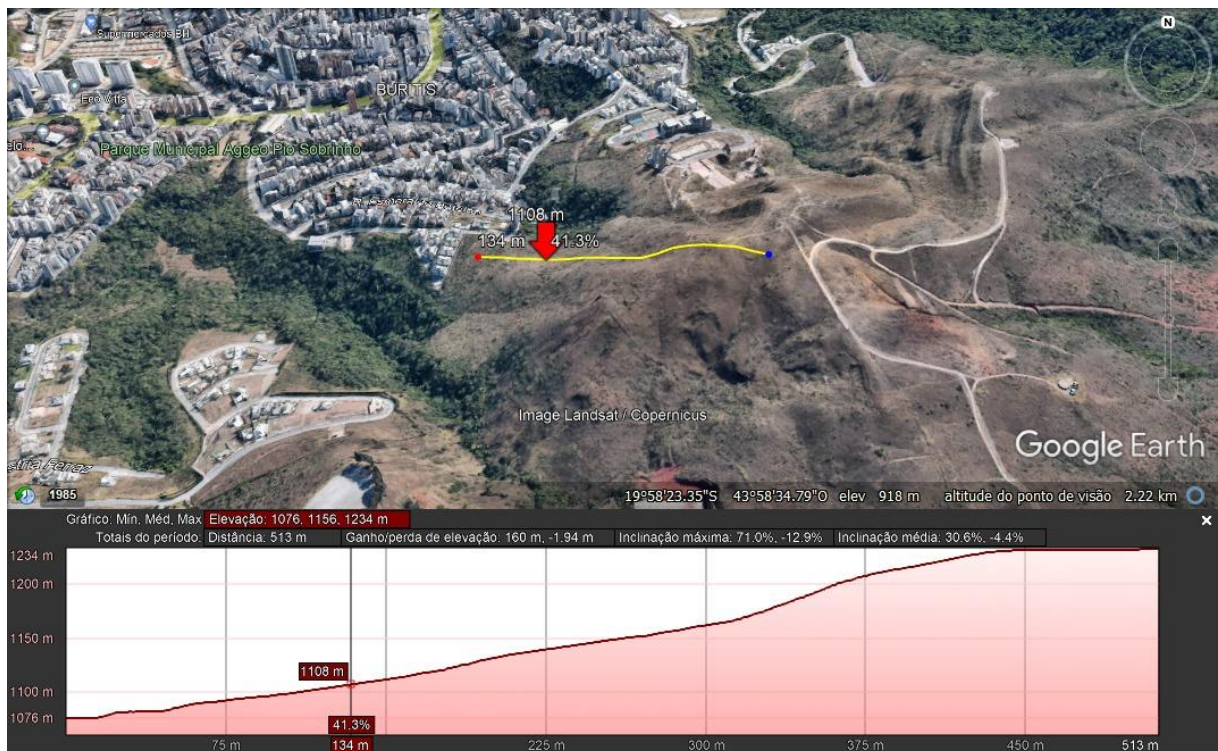 N
Supermercados BH
BURITIS
Eco Vitta
elo...
Parque Municipal Aggeo Pio Sobrinho
1108 m
134 m 41.3%
Image Landsat / Copernicus
Google Earth
1985
19°58'23.35"S 43°58'34.79"O elev 918 m altitude do ponto de visão 2.22 km
Gráfico: Mín, Méd, Max Elevação: 1076, 1156, 1234 m
Totais do período: Distância: 513 m Ganho/perda de elevação: 160 m, -1.94 m Inclinação máxima: 71.0%, -12.9% Inclinação média: 30.6%, -4.4%
1234 m
1200 m
1150 m
1108 m
1100 m
1076 m
41.3%
75 m 134 m 225 m 300 m 375 m 450 m 513 m